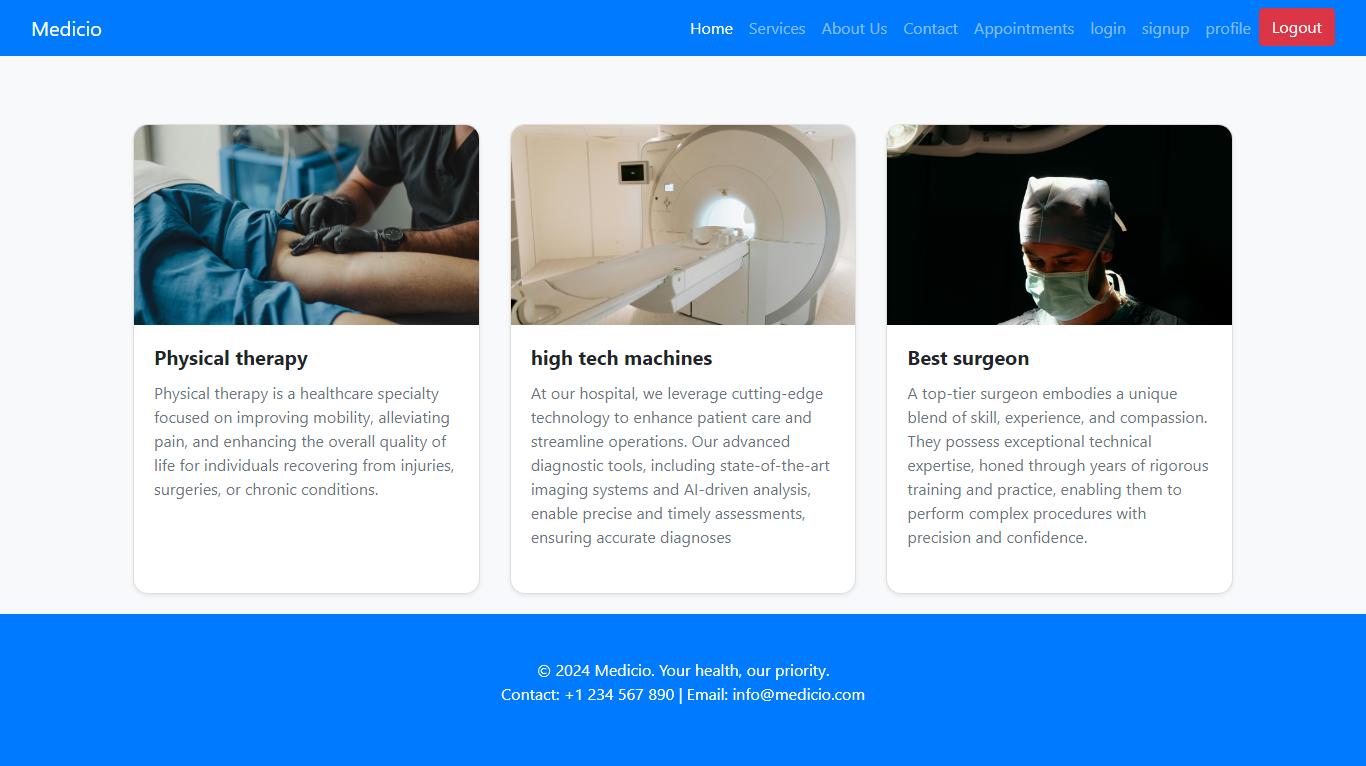 Medicio
Home Services About Us Contact Appointments login signup profile Logout
Physical therapy
Physical therapy is a healthcare specialty
focused on improving mobility, alleviating
pain, and enhancing the overall quality of
life for individuals recovering from injuries,
surgeries, or chronic conditions.
high tech machines
At our hospital, we leverage cutting-edge
technology to enhance patient care and
streamline operations. Our advanced
diagnostic tools, including state-of-the-art
imaging systems and AI-driven analysis,
enable precise and timely assessments,
ensuring accurate diagnoses
Best surgeon
A top-tier surgeon embodies a unique
blend of skill, experience, and compassion.
They possess exceptional technical
expertise, honed through years of rigorous
training and practice, enabling them to
perform complex procedures with
precision and confidence.
© 2024 Medicio. Your health, our priority.
Contact: +1 234 567 890 | Email: info@medicio.com